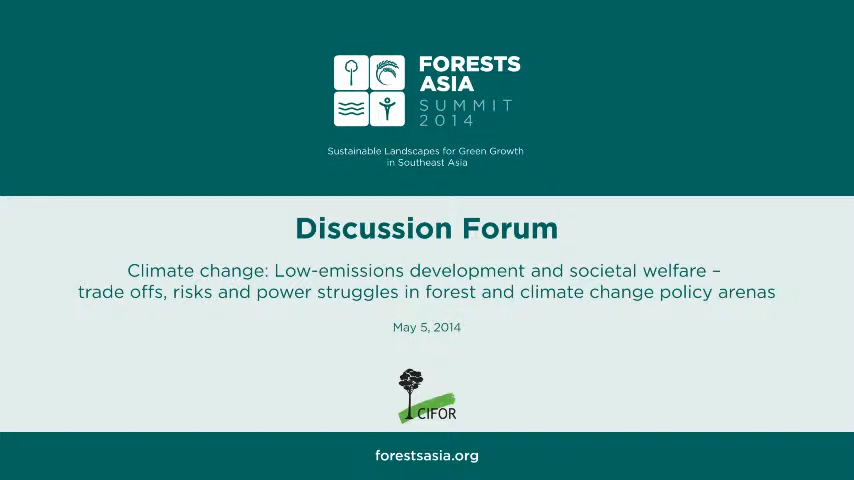 FORESTS
ASIA
SUMMIT
2014
Sustainable Landscapes for Green Growth
in Southeast Asia
Discussion Forum
Climate change: Low-emissions development and societal welfare –
trade offs, risks and power struggles in forest and climate change policy arenas
May 5, 2014
CIFOR
forestsasia.org